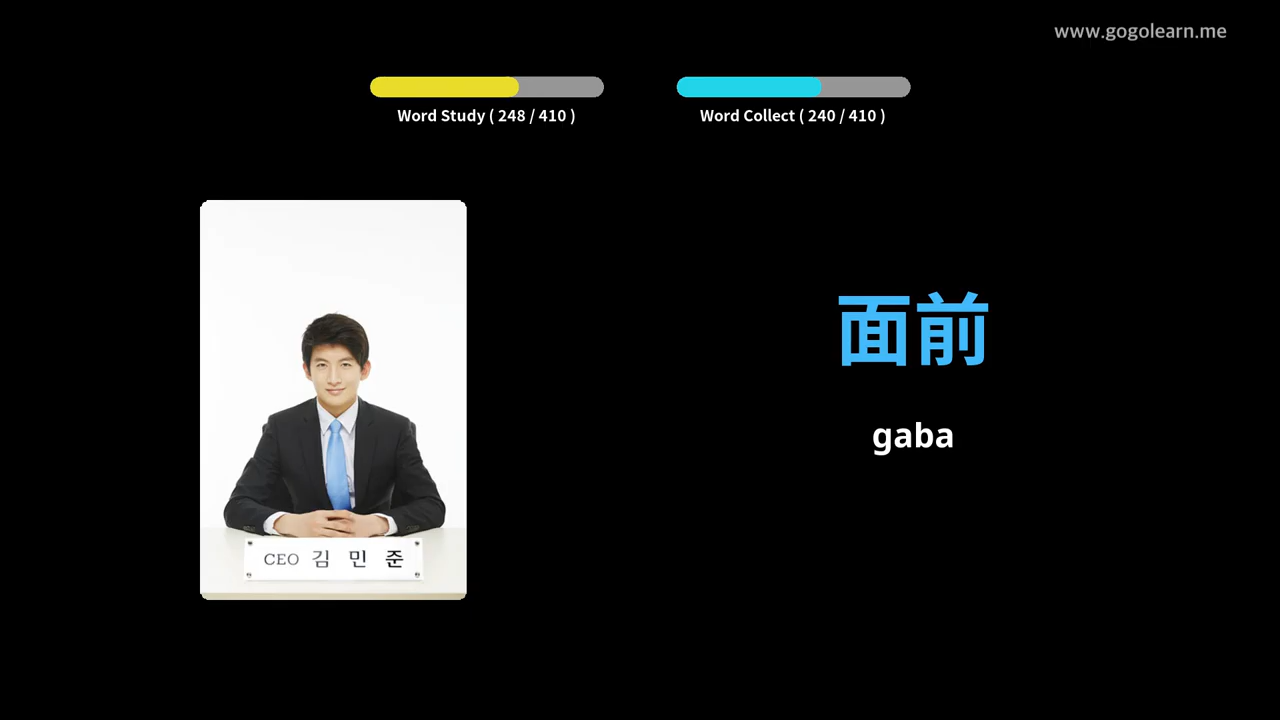 www.gogolearn.me
Word Study ( 248 / 410 )
Word Collect ( 240 / 410 )
面前
gaba
CEO 김 민 준